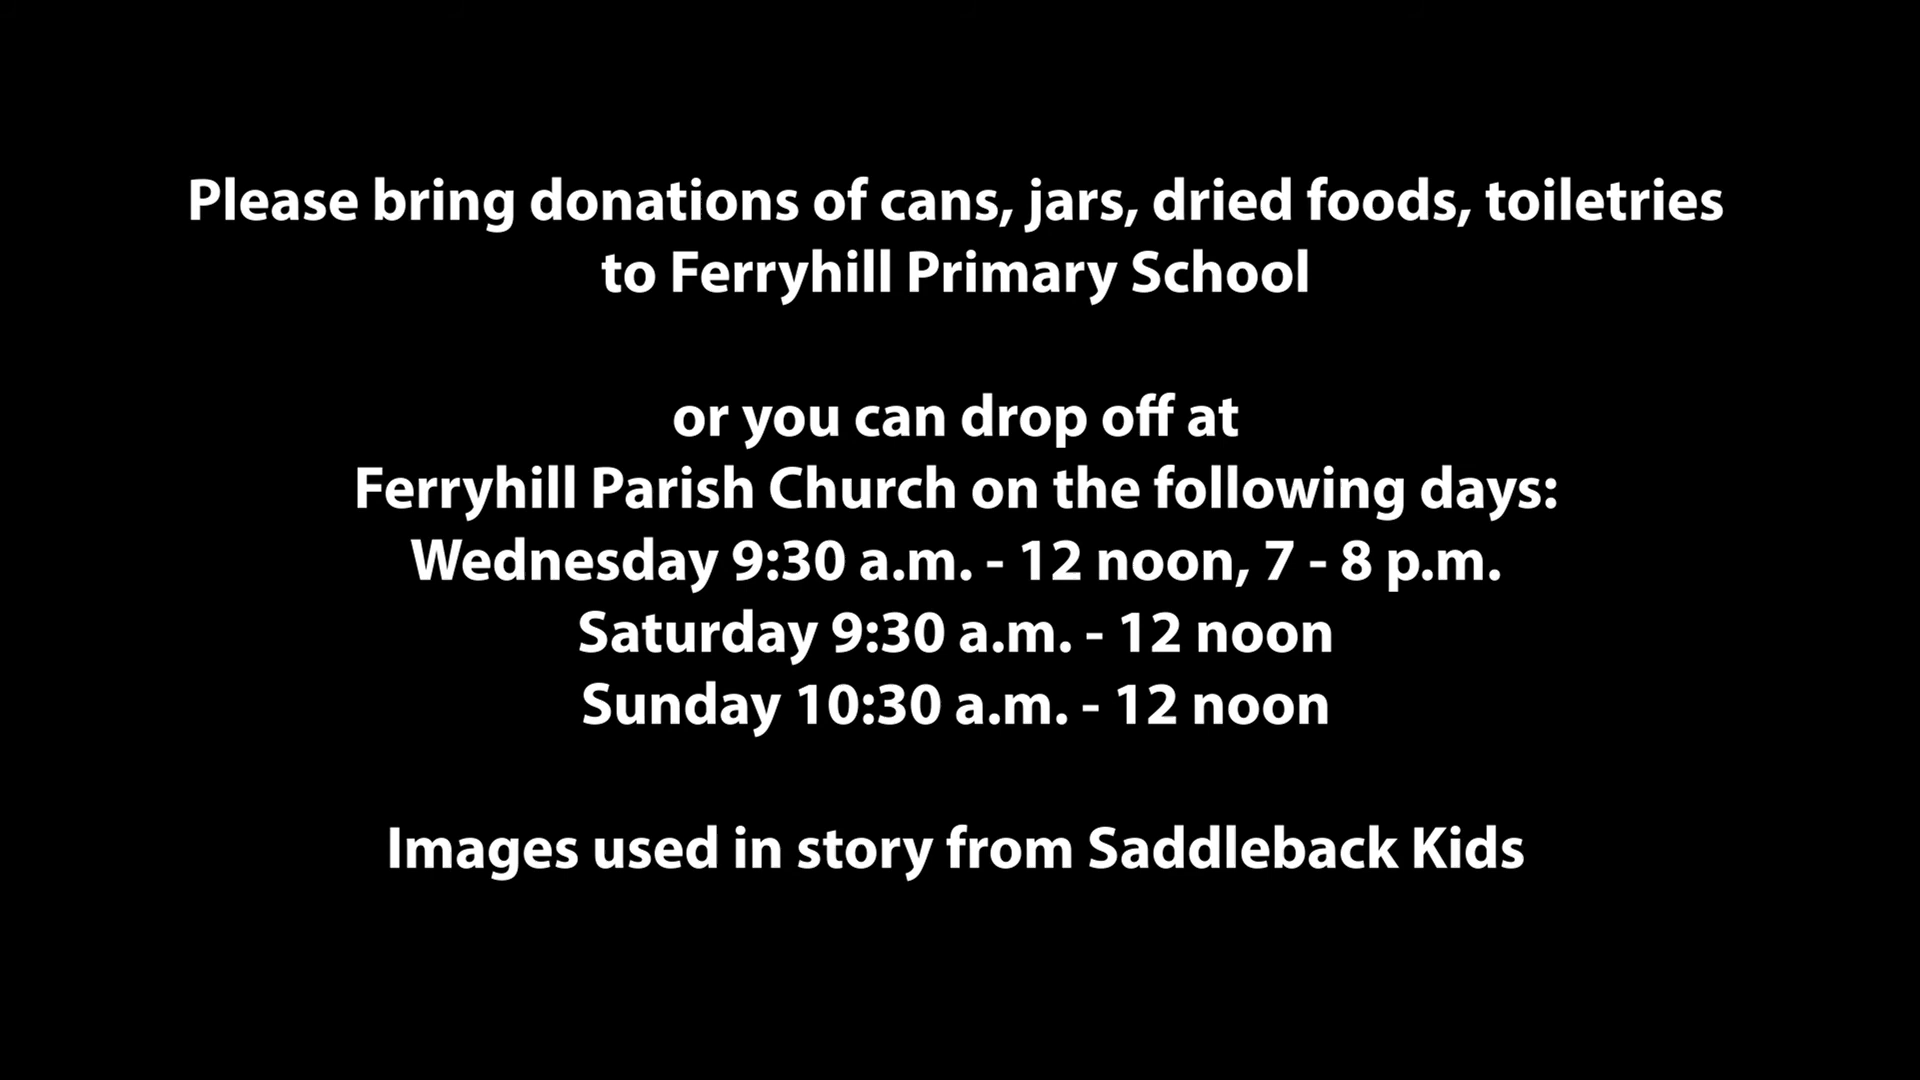 Please bring donations of cans, jars, dried foods, toiletries
to Ferryhill Primary School
or you can drop off at
Ferryhill Parish Church on the following days:
Wednesday 9:30 a.m. - 12 noon, 7 - 8 p.m.
Saturday 9:30 a.m. - 12 noon
Sunday 10:30 a.m. - 12 noon
Images used in story from Saddleback Kids